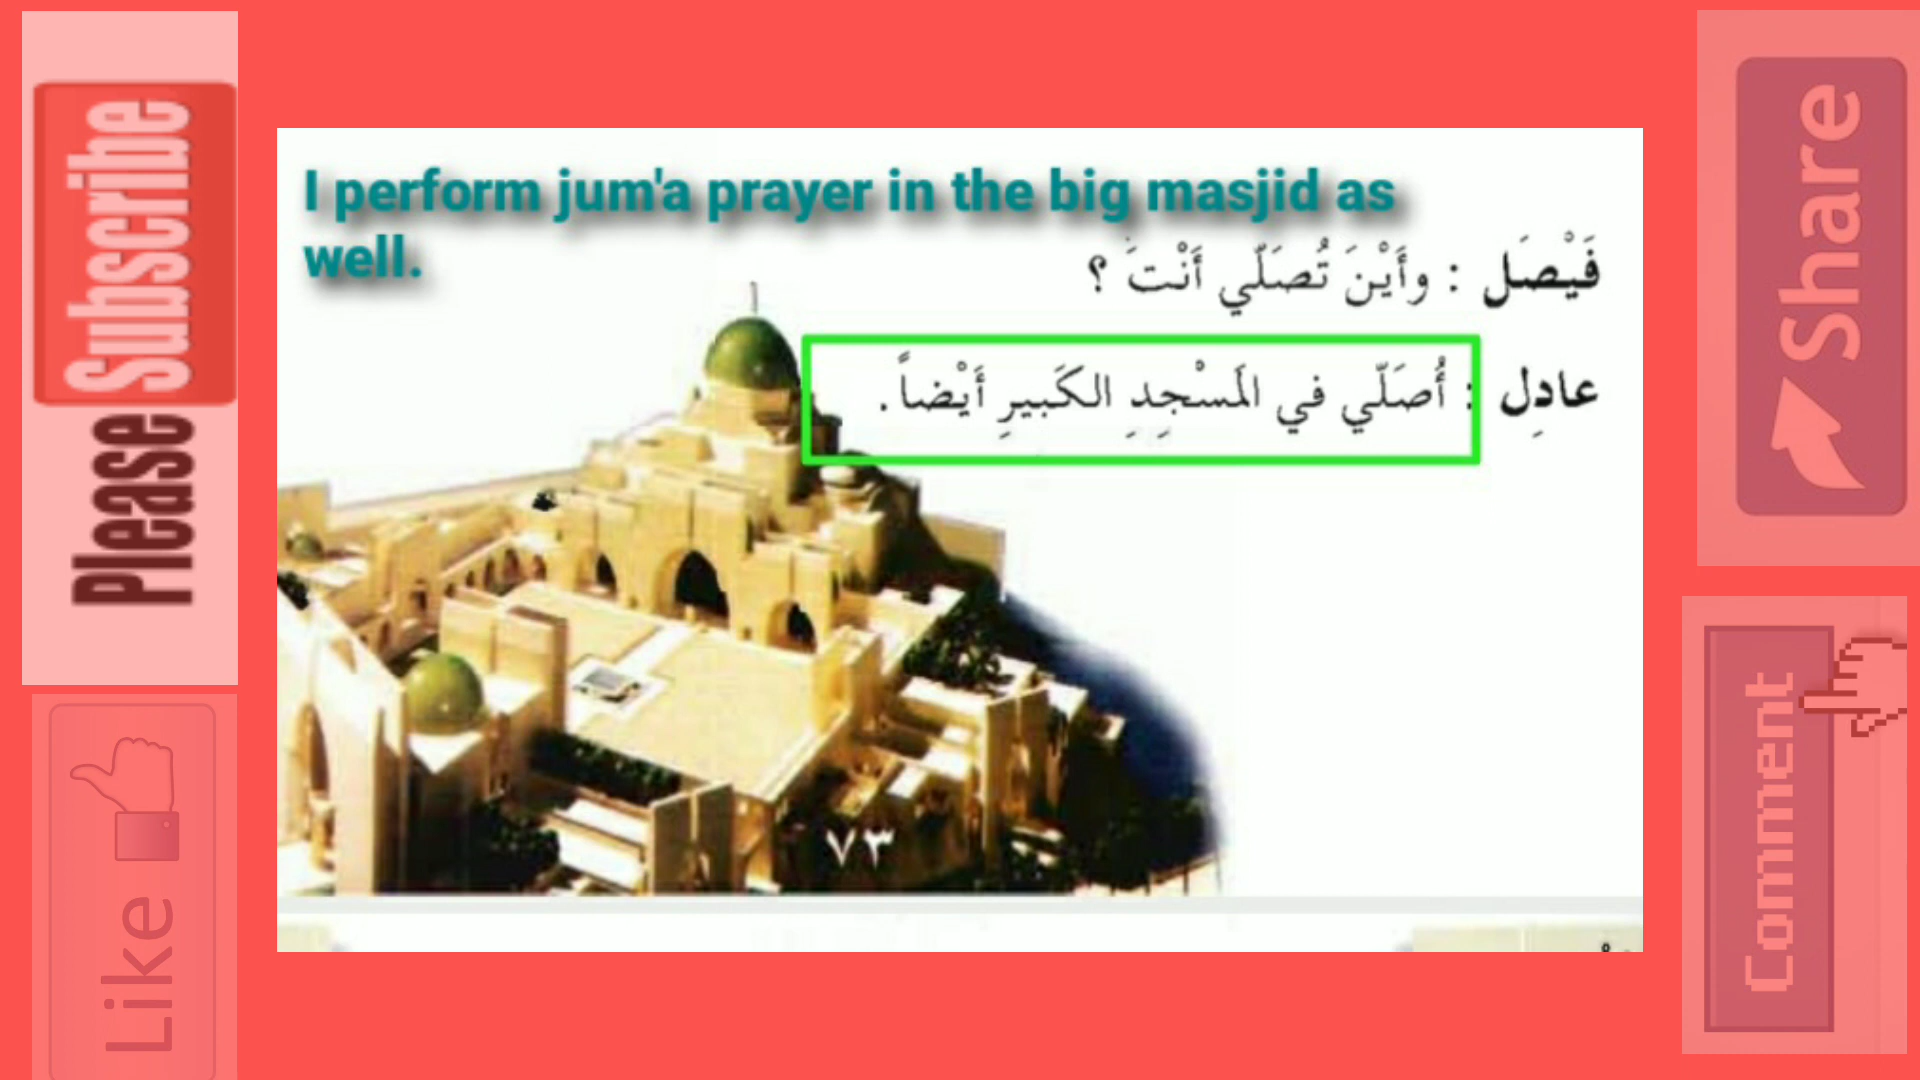 Please Subscribe
Like
I perform jum'a prayer in the big masjid as
well.
فَيْصَل : وأَيْنَ تُصَلّي أَنْتَ ؟
عادِل : أُصَلّي في المَسْجِدِ الكَبيرِ أَيْضاً .
٧٣
Share
Comment